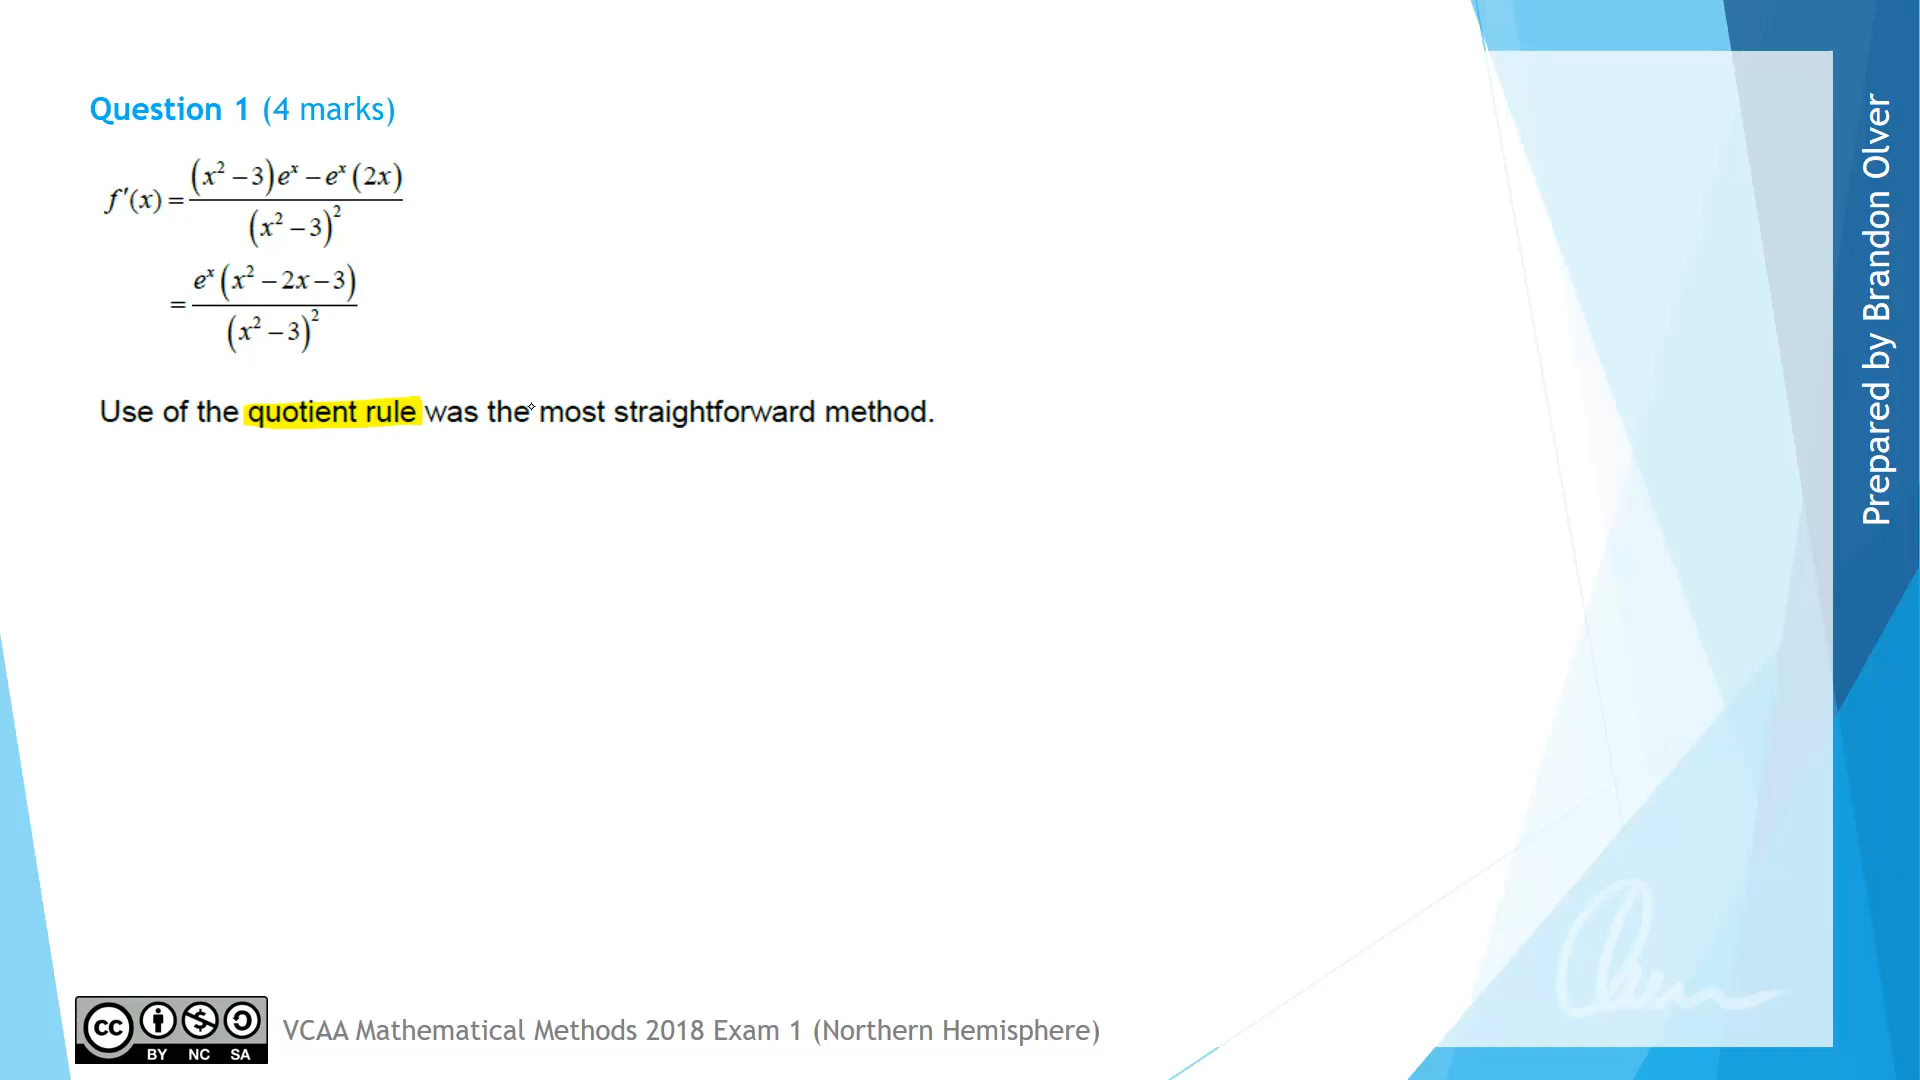 Question 1 (4 marks)
f'(x) = ((x² – 3)eˣ – eˣ(2x)) / (x² – 3)²
= eˣ(x² – 2x – 3) / (x² – 3)²
Use of the quotient rule was the most straightforward method.
Prepared by Brandon Olver
cc
BY NC SA
VCAA Mathematical Methods 2018 Exam 1 (Northern Hemisphere)